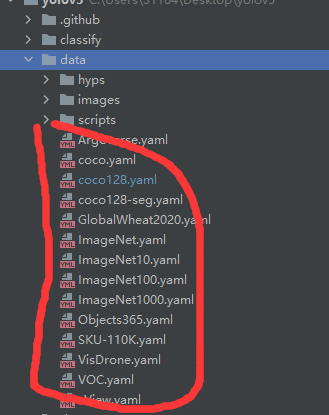 yolov5 C:\Users\31164\Desktop\yolov5
.github
classify
data
hyps
images
scripts
Argoverse.yaml
coco.yaml
coco128.yaml
coco128-seg.yaml
GlobalWheat2020.yaml
ImageNet.yaml
ImageNet10.yaml
ImageNet100.yaml
ImageNet1000.yaml
Objects365.yaml
SKU-110K.yaml
VisDrone.yaml
VOC.yaml
xView.yaml